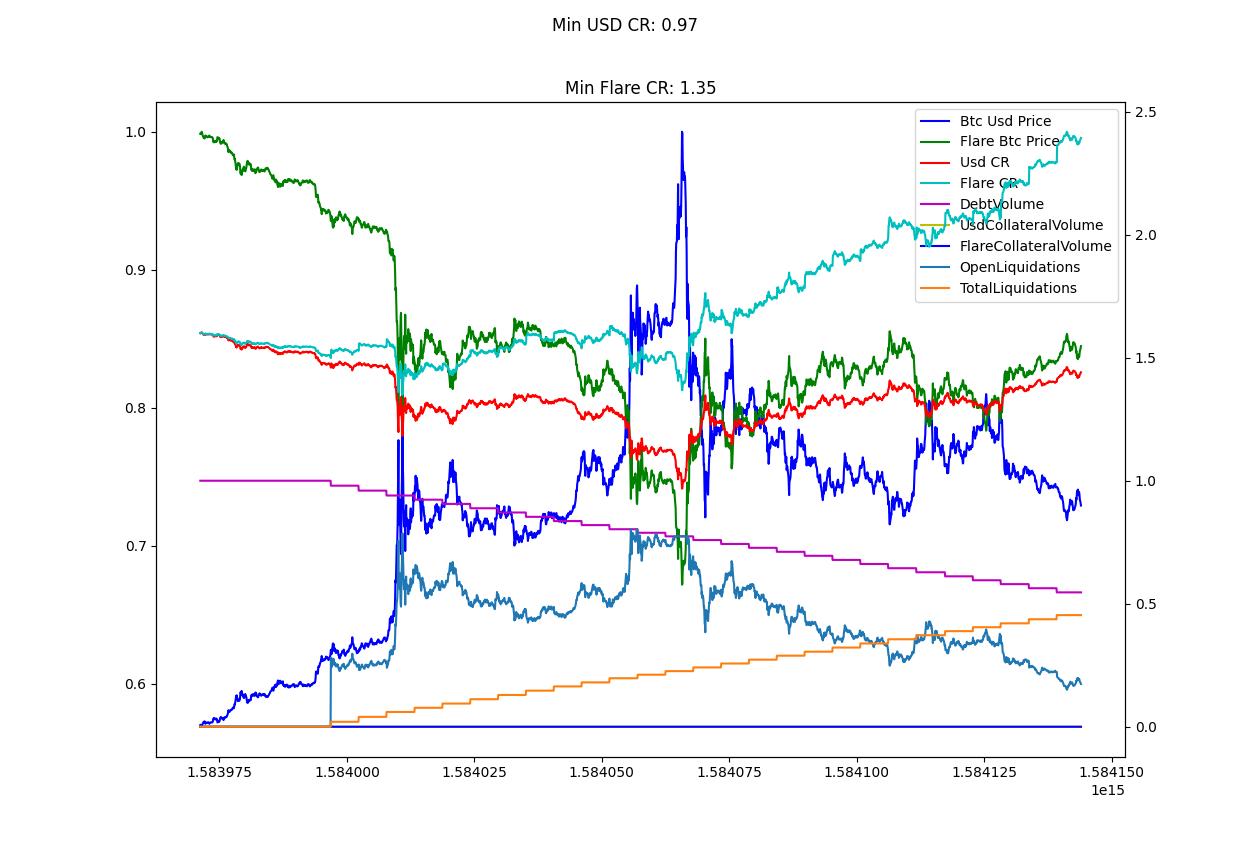 Min USD CR: 0.97
Min Flare CR: 1.35
Btc Usd Price
Flare Btc Price
Usd CR
Flare CR
DebtVolume
UsdCollateralVolume
FlareCollateralVolume
OpenLiquidations
TotalLiquidations
1.0
0.9
0.8
0.7
0.6
2.5
2.0
1.5
1.0
0.5
0.0
1.583975 1.584000 1.584025 1.584050 1.584075 1.584100 1.584125 1.584150
1e15